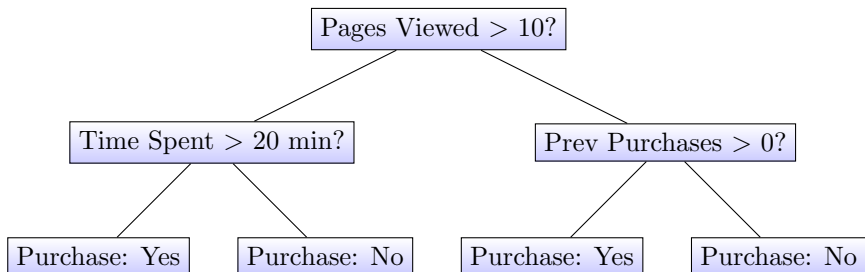 Pages Viewed > 10?
Time Spent > 20 min?
Prev Purchases > 0?
Purchase: Yes
Purchase: No
Purchase: Yes
Purchase: No